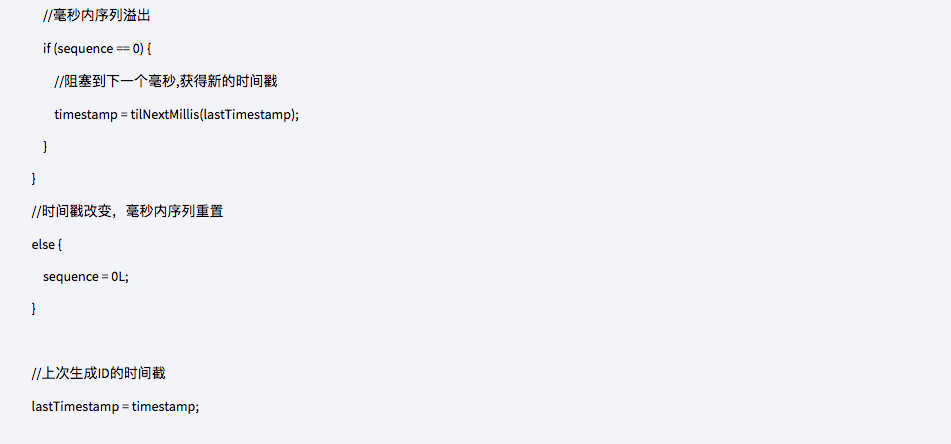 //毫秒内序列溢出
if (sequence == 0) {
//阻塞到下一个毫秒,获得新的时间戳
timestamp = tilNextMillis(lastTimestamp);
}
}
//时间戳改变，毫秒内序列重置
else {
sequence = 0L;
}
//上次生成ID的时间截
lastTimestamp = timestamp;